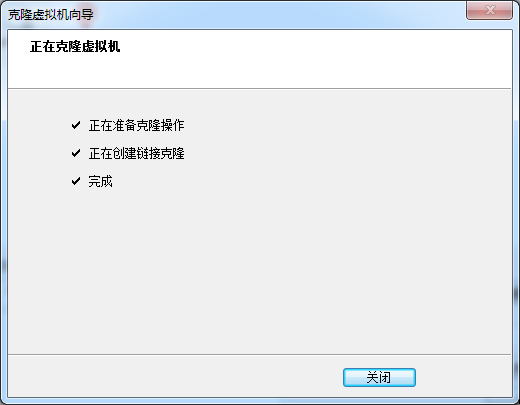 克隆虚拟机向导
正在克隆虚拟机
正在准备克隆操作
正在创建链接克隆
完成
关闭